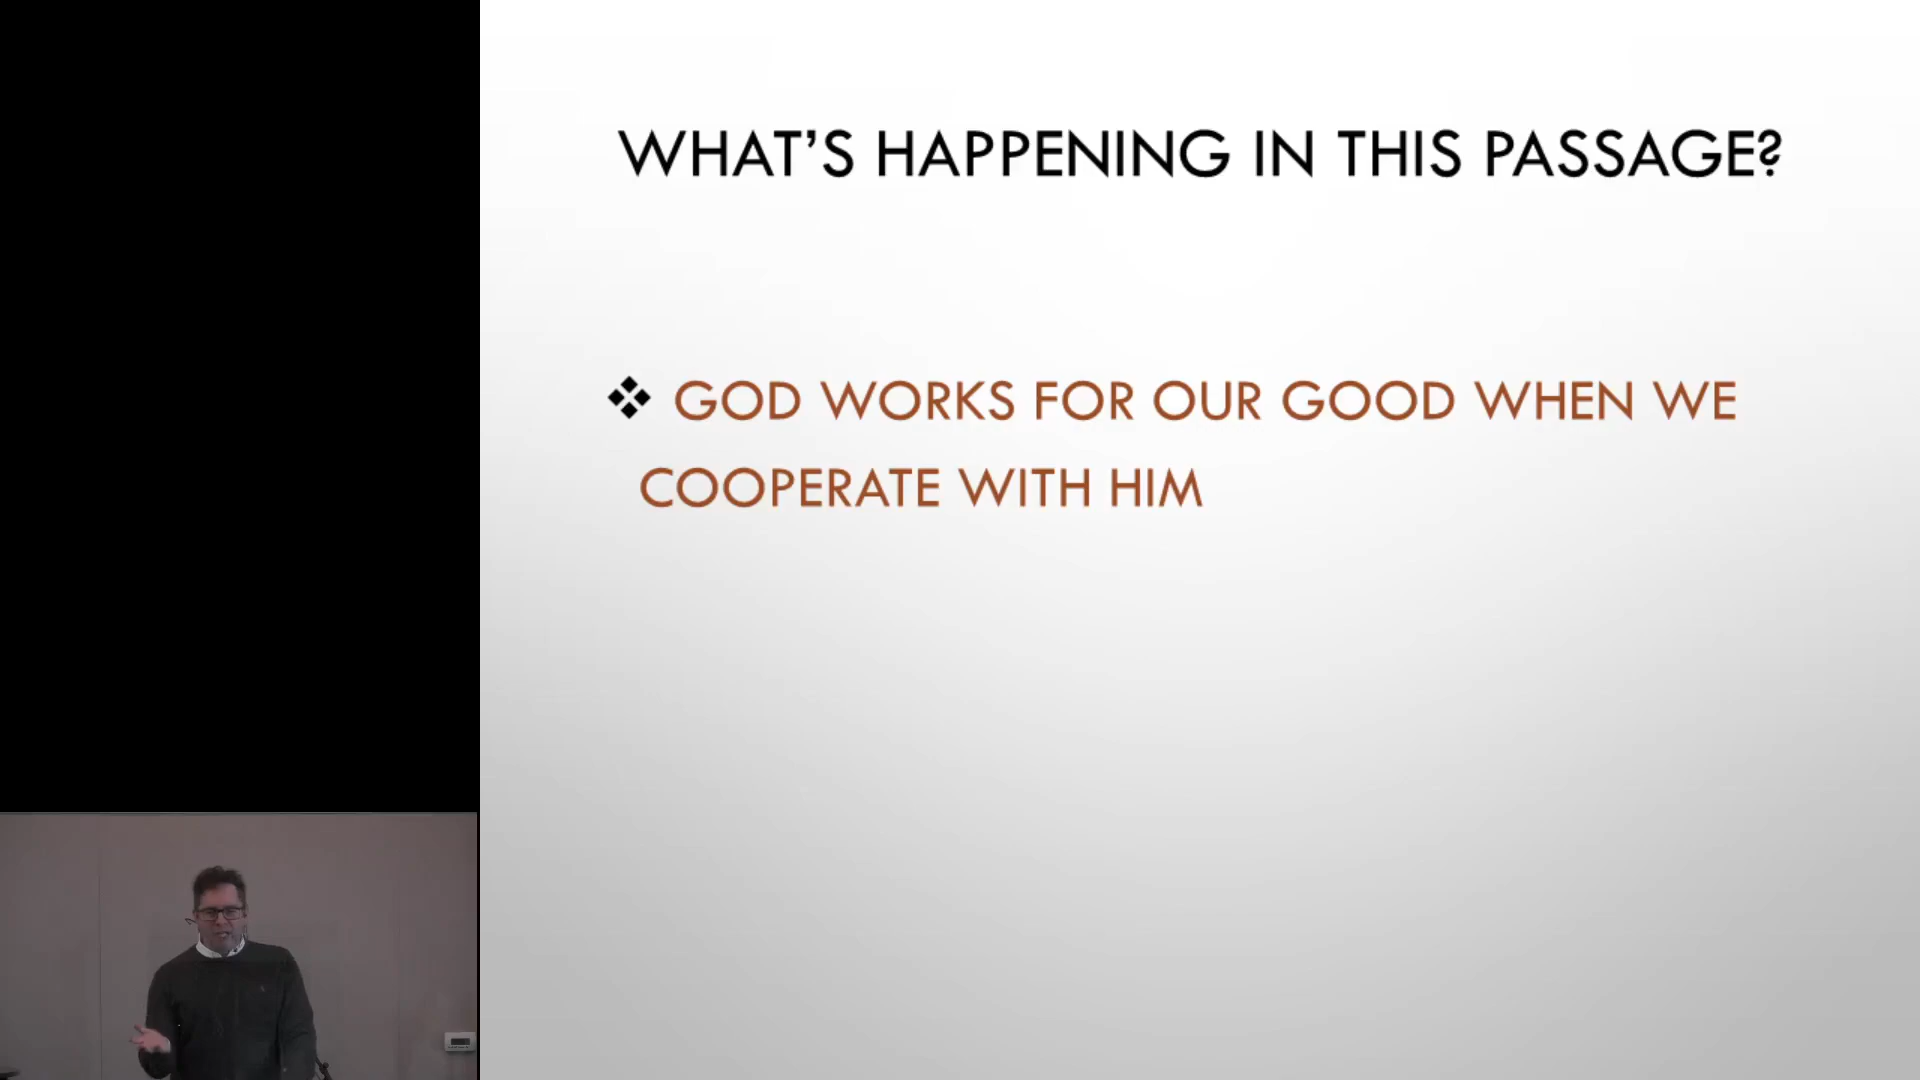 WHAT'S HAPPENING IN THIS PASSAGE?
❖ GOD WORKS FOR OUR GOOD WHEN WE
COOPERATE WITH HIM